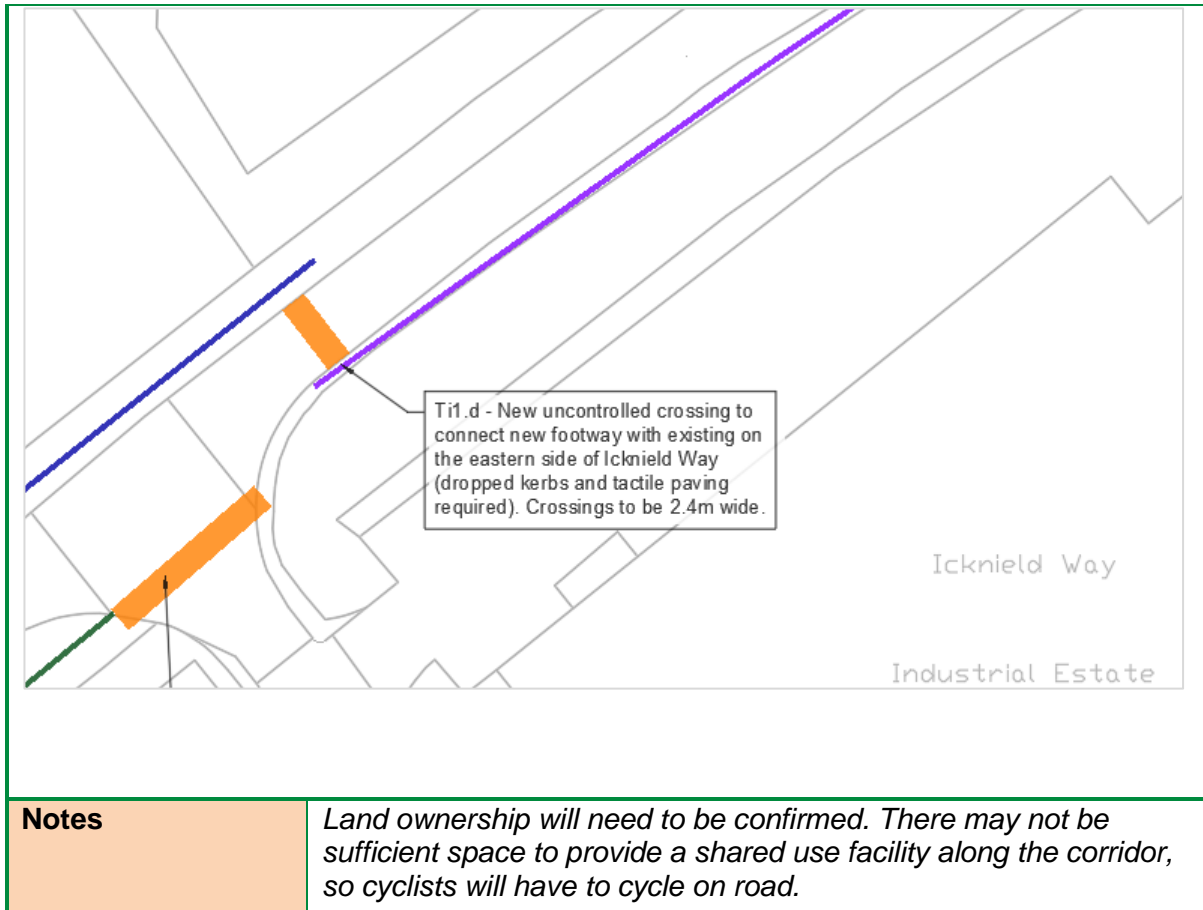 Ti1.d - New uncontrolled crossing to
connect new footway with existing on
the eastern side of Icknield Way
(dropped kerbs and tactile paving
required). Crossings to be 2.4m wide.
Icknield Way
Industrial Estate
Notes
Land ownership will need to be confirmed. There may not be
sufficient space to provide a shared use facility along the corridor,
so cyclists will have to cycle on road.